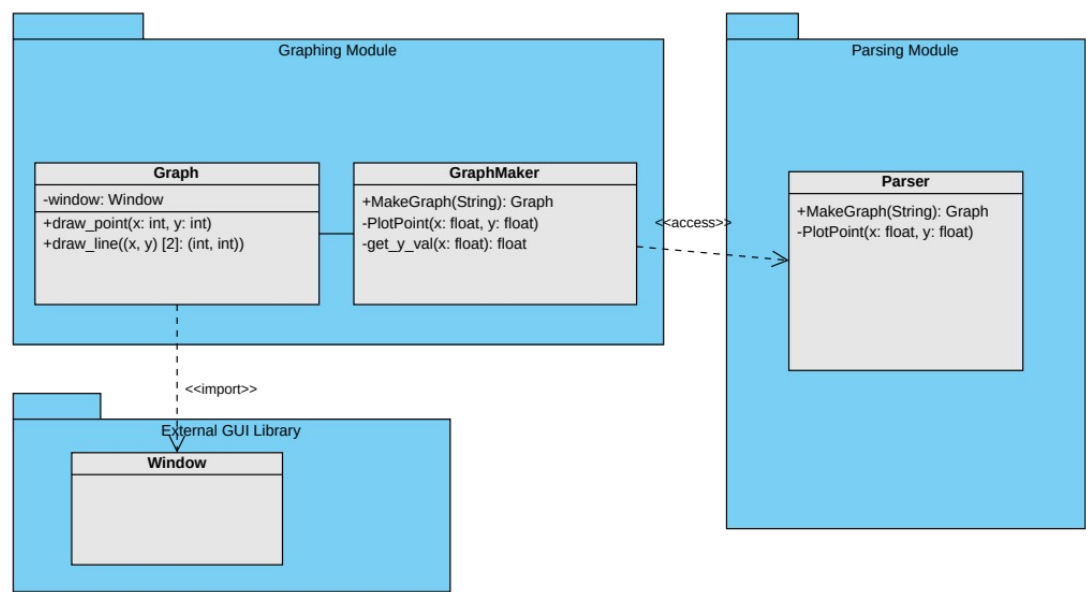 Graphing Module
Graph
-window: Window
+draw_point(x: int, y: int)
+draw_line((x, y) [2]: (int, int))
GraphMaker
+MakeGraph(String): Graph
-PlotPoint(x: float, y: float)
-get_y_val(x: float): float
<<access>>
Parsing Module
Parser
+MakeGraph(String): Graph
-PlotPoint(x: float, y: float)
<<import>>
External GUI Library
Window